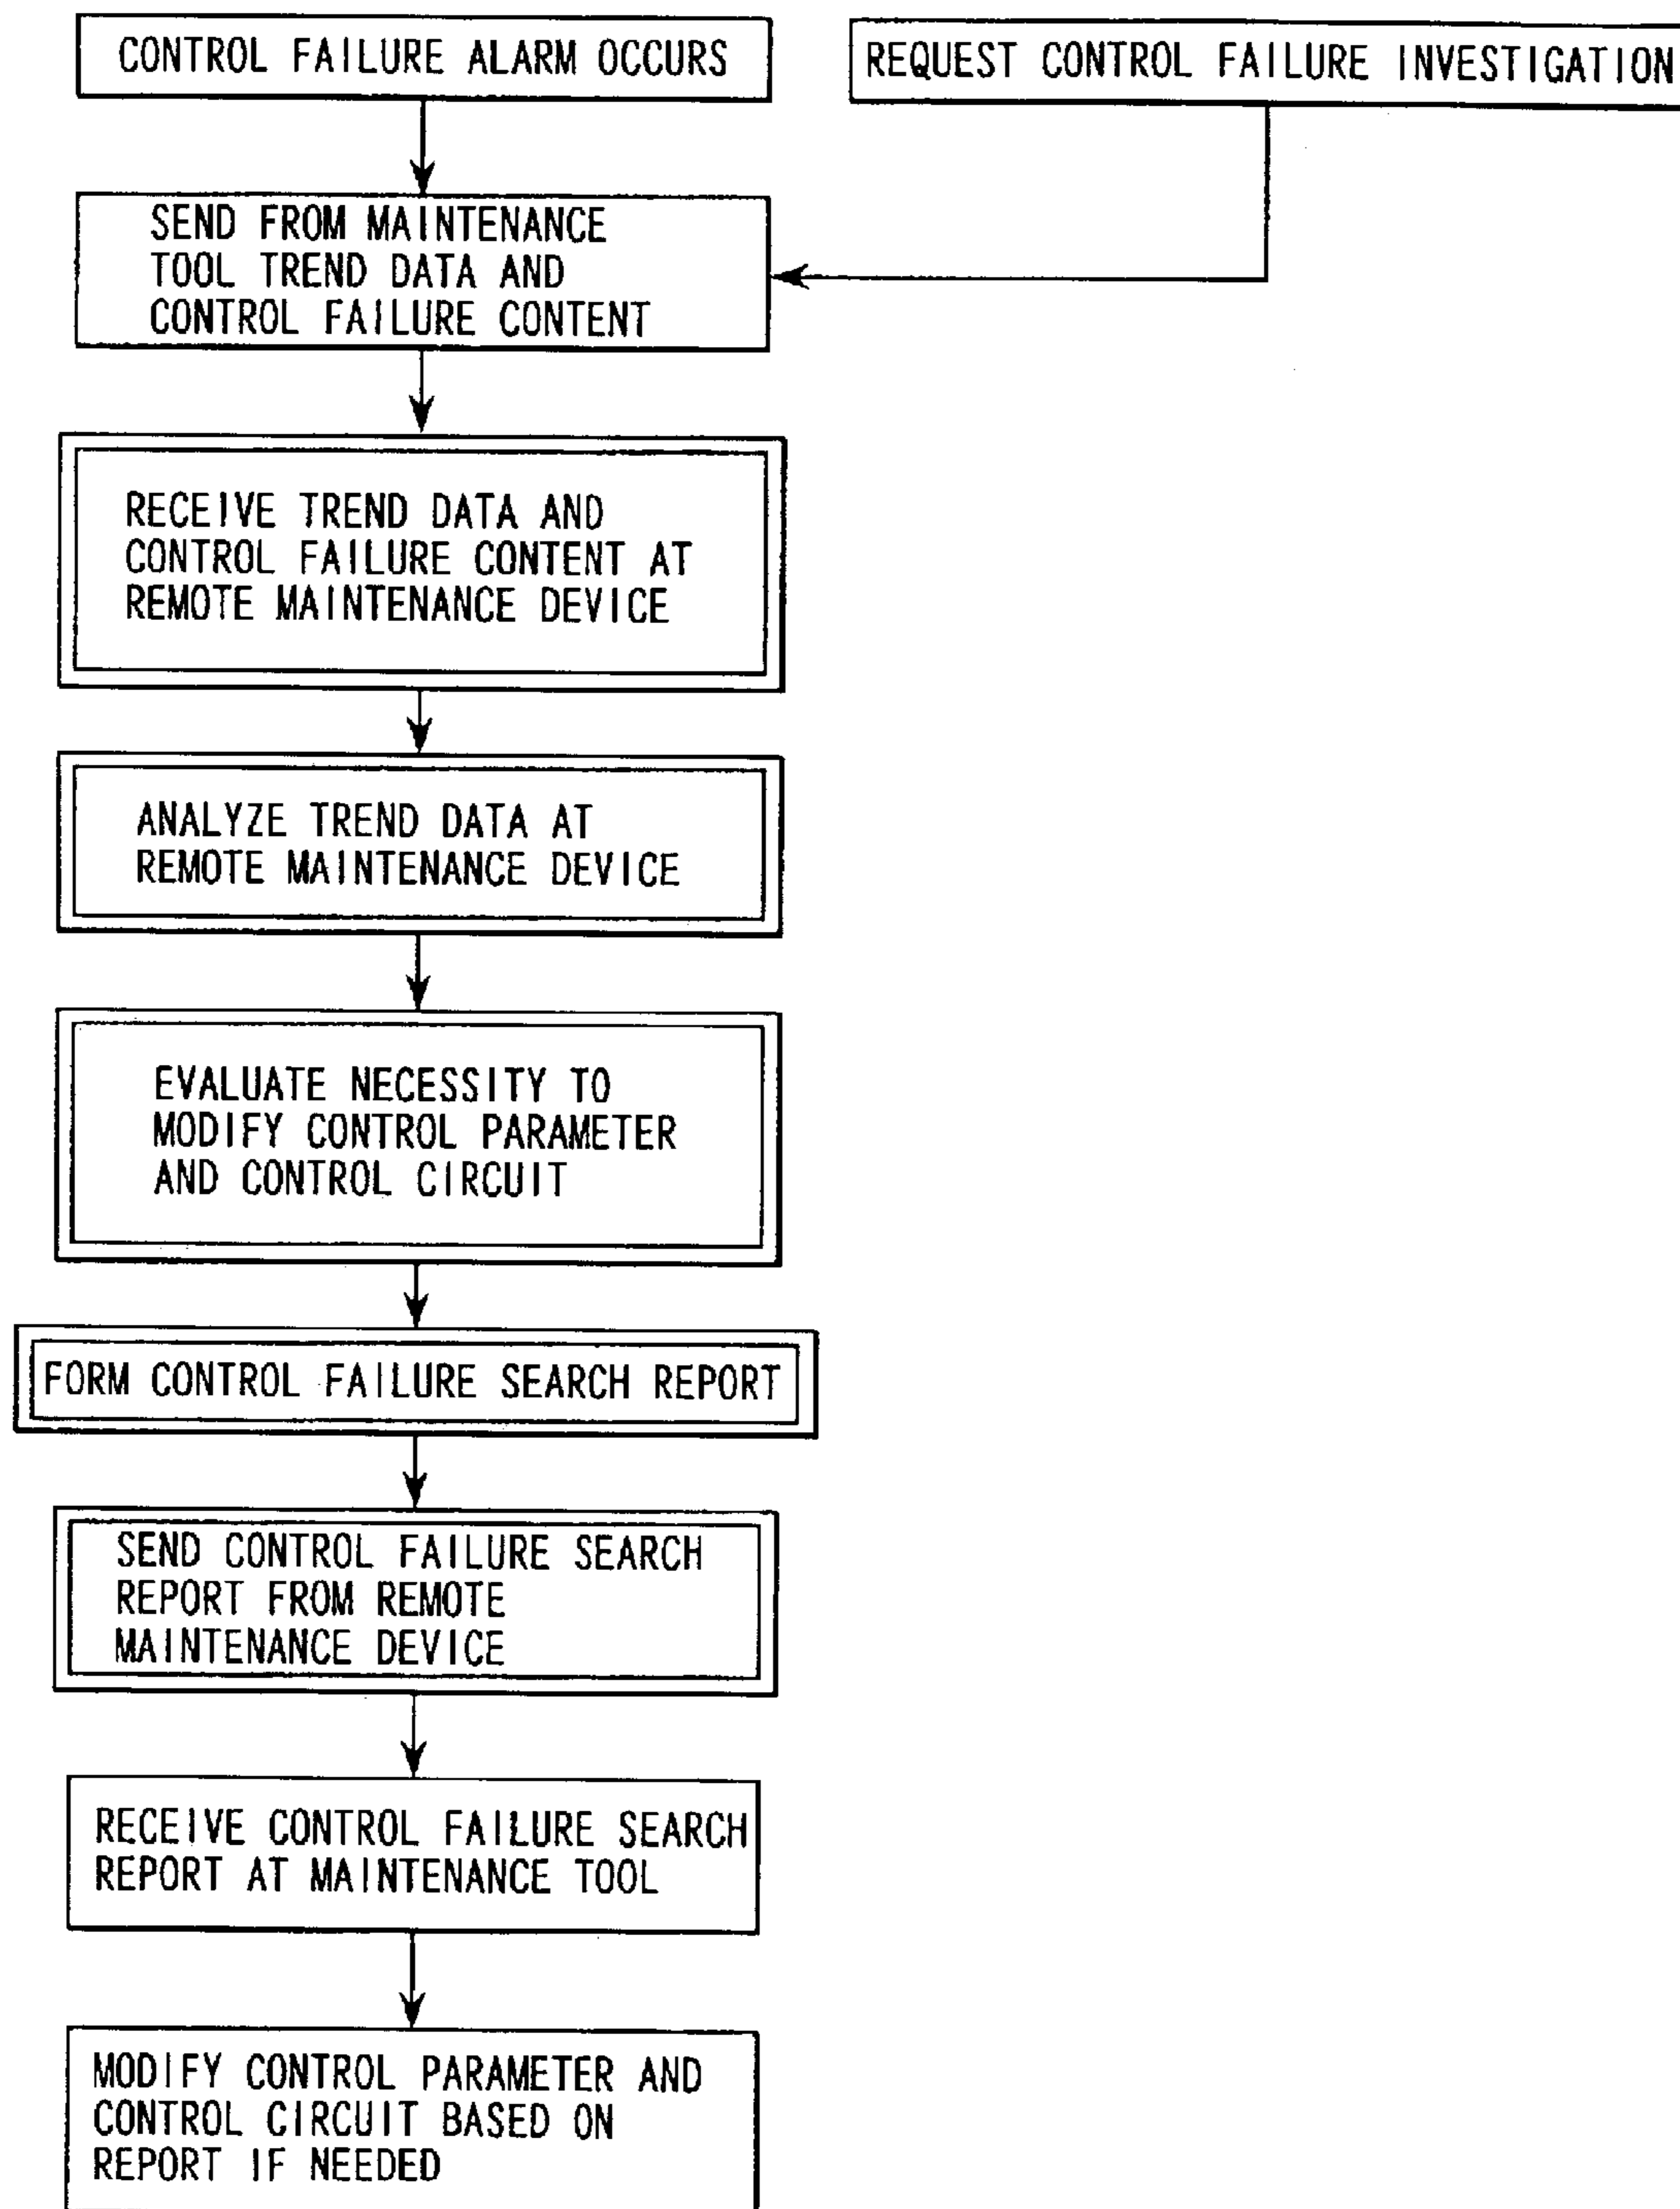 CONTROL FAILURE ALARM OCCURS
REQUEST CONTROL FAILURE INVESTIGATION
SEND FROM MAINTENANCE
TOOL TREND DATA AND
CONTROL FAILURE CONTENT
RECEIVE TREND DATA AND
CONTROL FAILURE CONTENT AT
REMOTE MAINTENANCE DEVICE
ANALYZE TREND DATA AT
REMOTE MAINTENANCE DEVICE
EVALUATE NECESSITY TO
MODIFY CONTROL PARAMETER
AND CONTROL CIRCUIT
FORM CONTROL FAILURE SEARCH REPORT
SEND CONTROL FAILURE SEARCH
REPORT FROM REMOTE
MAINTENANCE DEVICE
RECEIVE CONTROL FAILURE SEARCH
REPORT AT MAINTENANCE TOOL
MODIFY CONTROL PARAMETER AND
CONTROL CIRCUIT BASED ON
REPORT IF NEEDED